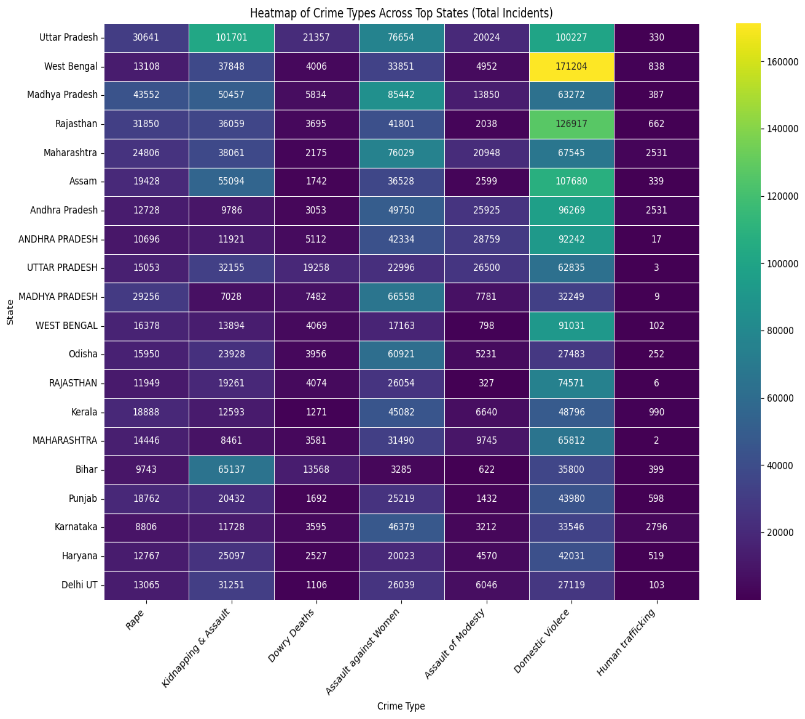 Heatmap of Crime Types Across Top States (Total Incidents)
Uttar Pradesh 30641 101701 21357 76654 20024 100227 330
West Bengal 13108 37848 4006 33851 4952 171204 838
Madhya Pradesh 43552 50457 5834 85442 13850 63272 387
Rajasthan 31850 36059 3695 41801 2038 126917 662
Maharashtra 24806 38061 2175 76029 20948 67545 2531
Assam 19428 55094 1742 36528 2599 107680 339
Andhra Pradesh 12728 9786 3053 49750 25925 96269 2531
ANDHRA PRADESH 10696 11921 5112 42334 28759 92242 17
UTTAR PRADESH 15053 32155 19258 22996 26500 62835 3
MADHYA PRADESH 29256 7028 7482 66558 7781 32249 9
WEST BENGAL 16378 13894 4069 17163 798 91031 102
Odisha 15950 23928 3956 60921 5231 27483 252
RAJASTHAN 11949 19261 4074 26054 327 74571 6
Kerala 18888 12593 1271 45082 6640 48796 990
MAHARASHTRA 14446 8461 3581 31490 9745 65812 2
Bihar 9743 65137 13568 3285 622 35800 399
Punjab 18762 20432 1692 25219 1432 43980 598
Karnataka 8806 11728 3595 46379 3212 33546 2796
Haryana 12767 25097 2527 20023 4570 42031 519
Delhi UT 13065 31251 1106 26039 6046 27119 103
State
Rape
Kidnapping & Assault
Dowry Deaths
Assault against Women
Assault of Modesty
Domestic Violece
Human trafficking
Crime Type
160000
140000
120000
100000
80000
60000
40000
20000